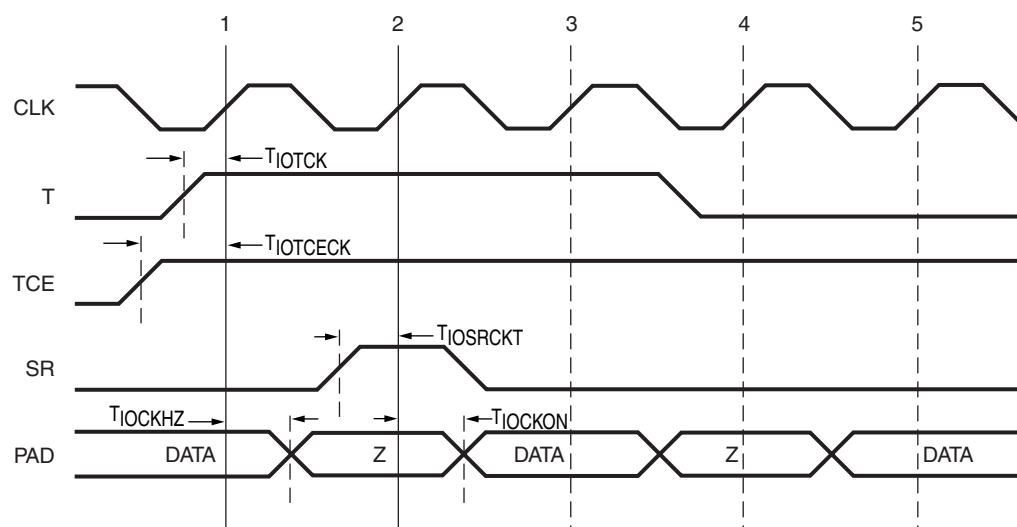 1 2 3 4 5
CLK
TIOTCK
T
TIOTCECK
TCE
TIOSRCKT
SR
TIOCKHZ TIOCKON
PAD DATA Z DATA Z DATA